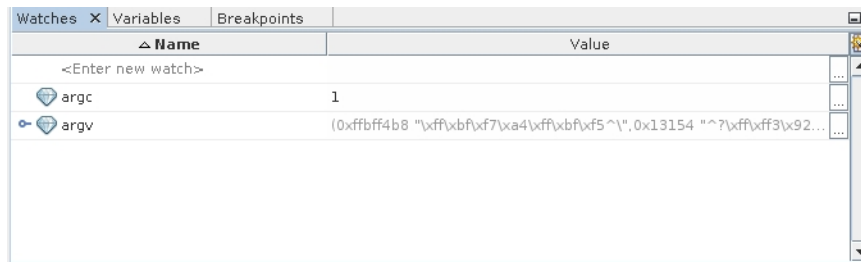 Watches Variables Breakpoints
Name Value
<Enter new watch> ...
argc 1 ...
argv (0xffbff4b8 "\xff\xbf\xf7\xa4\xff\xbf\xf5^\",0x13154 "^?\xff\xff3\x92... ...